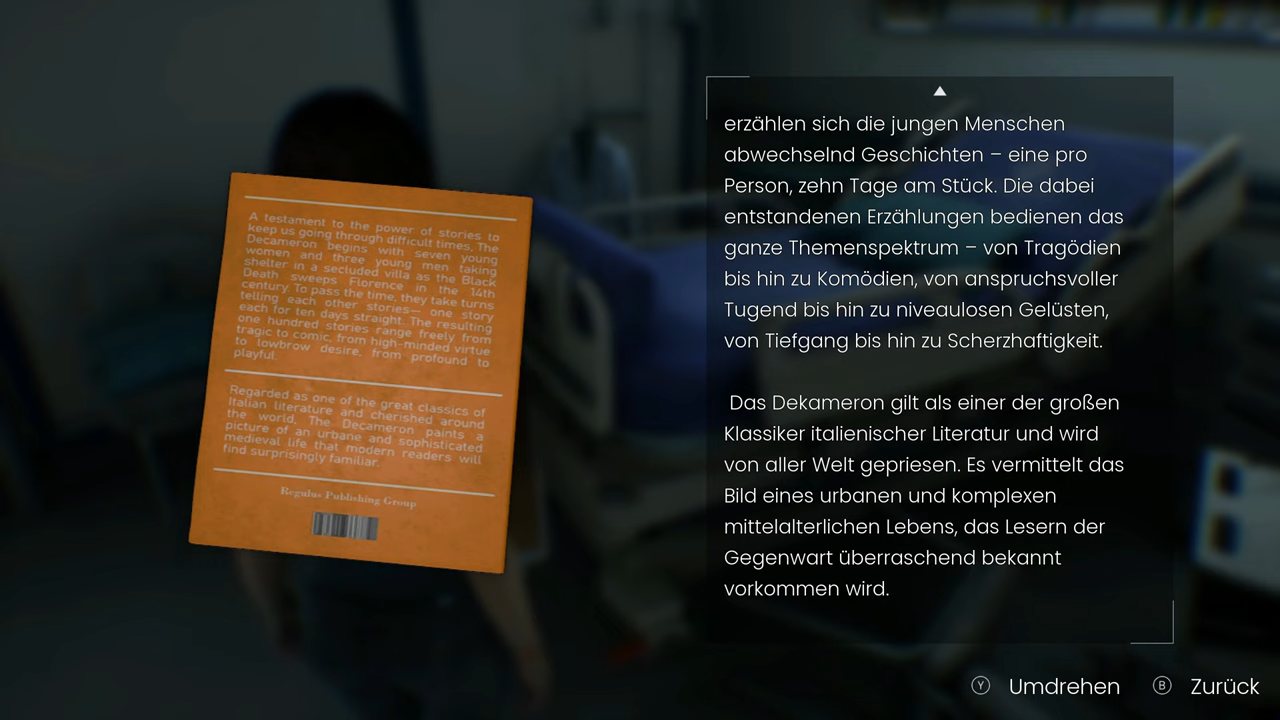 A testament to the power of stories to
keep us going through difficult times, The
Decameron begins with seven young
women and three young men taking
shelter in a secluded villa as the Black
Death sweeps Florence in the 14th
century. To pass the time, they take turns
telling each other stories— one story
each for ten days straight. The resulting
one hundred stories range freely from
tragic to comic, from high-minded virtue
to lowbrow desire, from profound to
playful.
Regarded as one of the great classics of
Italian literature and cherished around
the world, The Decameron paints a
picture of an urbane and sophisticated
medieval life that modern readers will
find surprisingly familiar.
Regulus Publishing Group
erzählen sich die jungen Menschen
abwechselnd Geschichten – eine pro
Person, zehn Tage am Stück. Die dabei
entstandenen Erzählungen bedienen das
ganze Themenspektrum – von Tragödien
bis hin zu Komödien, von anspruchsvoller
Tugend bis hin zu niveaulosen Gelüsten,
von Tiefgang bis hin zu Scherzhaftigkeit.
Das Dekameron gilt als einer der großen
Klassiker italienischer Literatur und wird
von aller Welt gepriesen. Es vermittelt das
Bild eines urbanen und komplexen
mittelalterlichen Lebens, das Lesern der
Gegenwart überraschend bekannt
vorkommen wird.
Y Umdrehen B Zurück